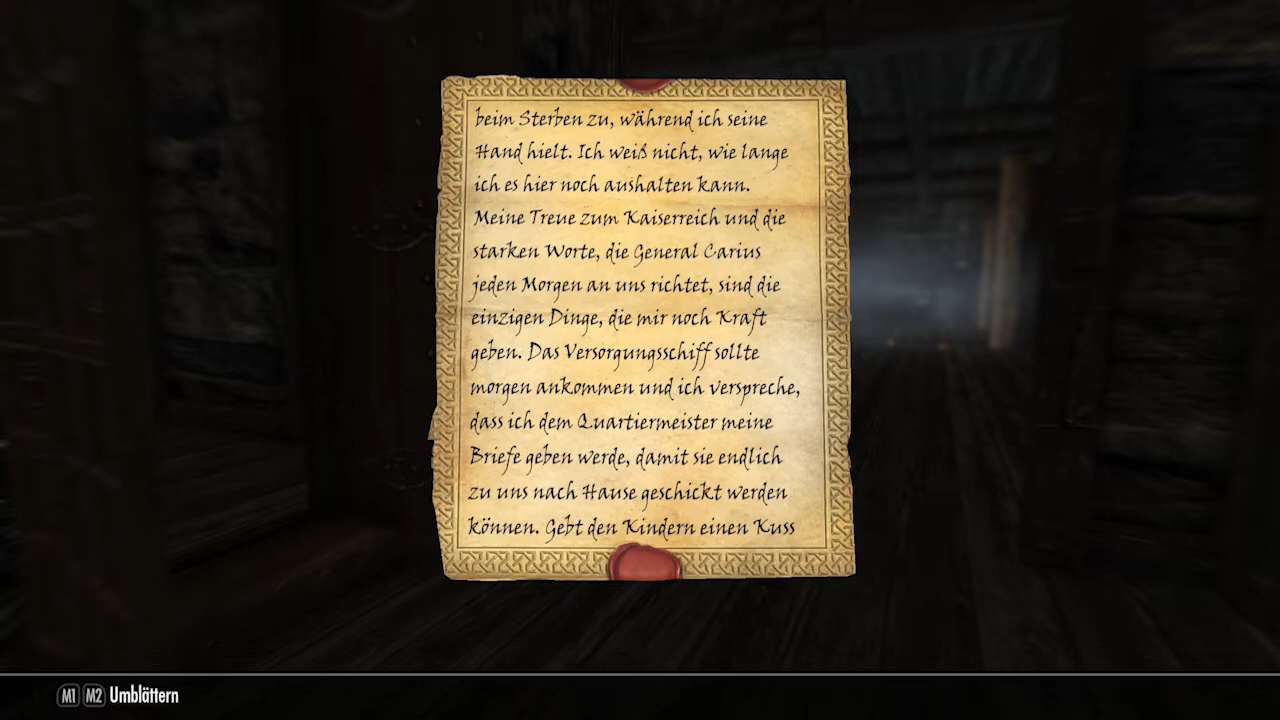 beim Sterben zu, während ich seine
Hand hielt. Ich weiß nicht, wie lange
ich es hier noch aushalten kann.
Meine Treue zum Kaiserreich und die
starken Worte, die General Carius
jeden Morgen an uns richtet, sind die
einzigen Dinge, die mir noch Kraft
geben. Das Versorgungsschiff sollte
morgen ankommen und ich verspreche,
dass ich dem Quartiermeister meine
Briefe geben werde, damit sie endlich
zu uns nach Hause geschickt werden
können. Gebt den Kindern einen Kuss
M1 M2 Umblättern